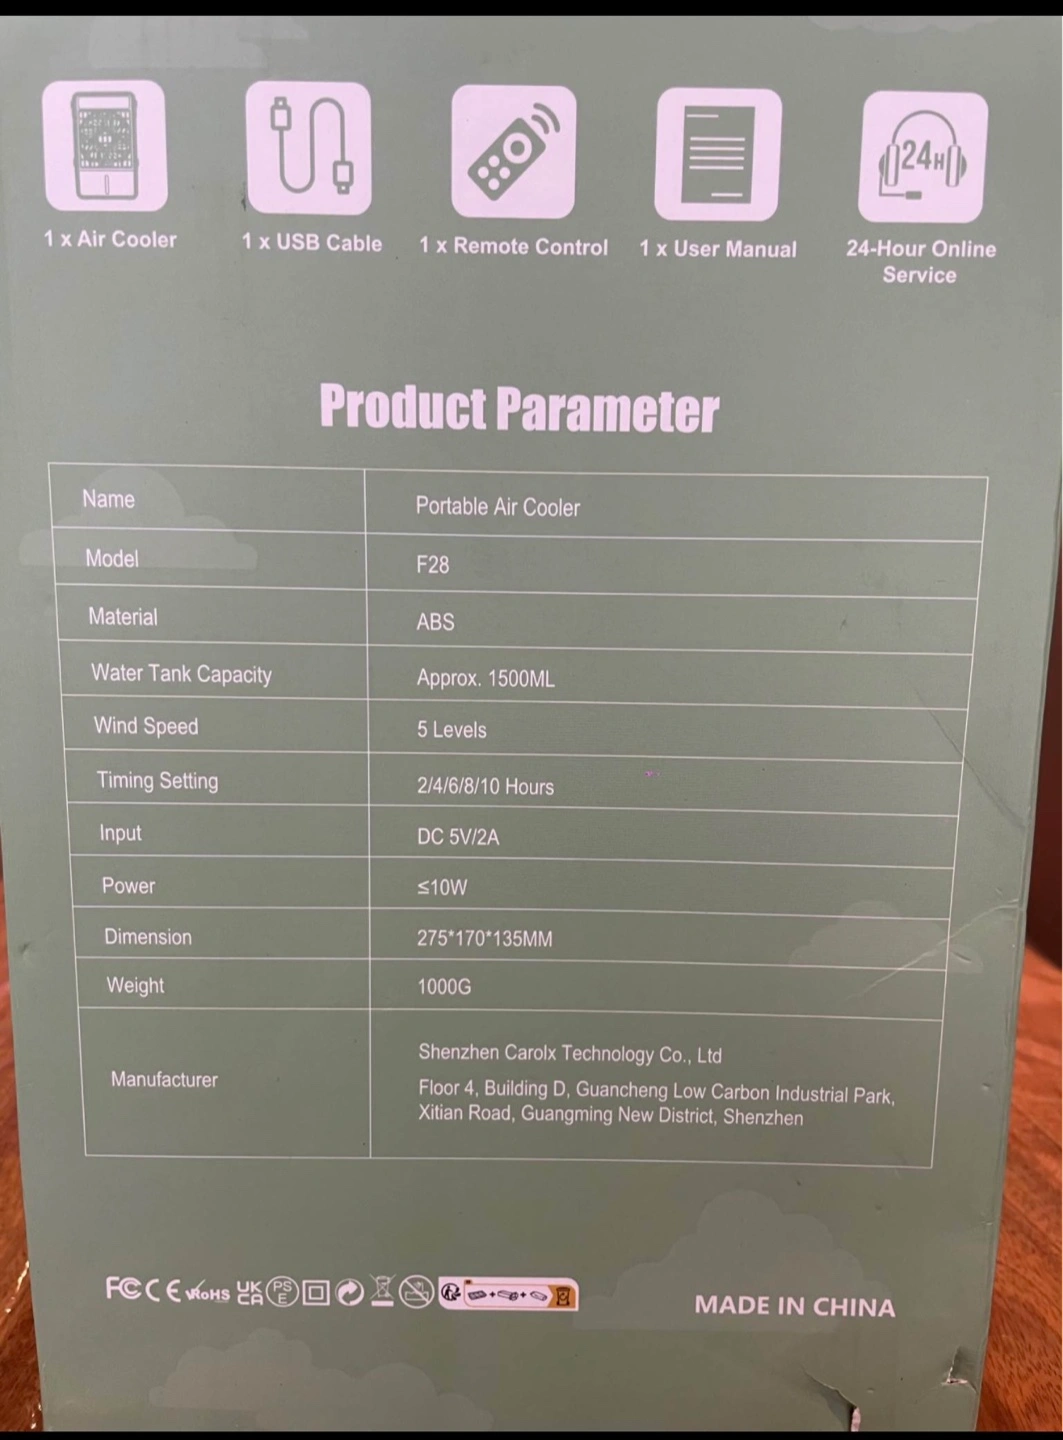 24H
1 x Air Cooler
1 x USB Cable
1 x Remote Control
1 x User Manual
24-Hour Online
Service
Product Parameter
Name Portable Air Cooler
Model F28
Material ABS
Water Tank Capacity Approx. 1500ML
Wind Speed 5 Levels
Timing Setting 2/4/6/8/10 Hours
Input DC 5V/2A
Power ≤10W
Dimension 275*170*135MM
Weight 1000G
Manufacturer
Shenzhen Carolx Technology Co., Ltd
Floor 4, Building D, Guancheng Low Carbon Industrial Park,
Xitian Road, Guangming New District, Shenzhen
FC CE RoHS UK CA PS E
MADE IN CHINA